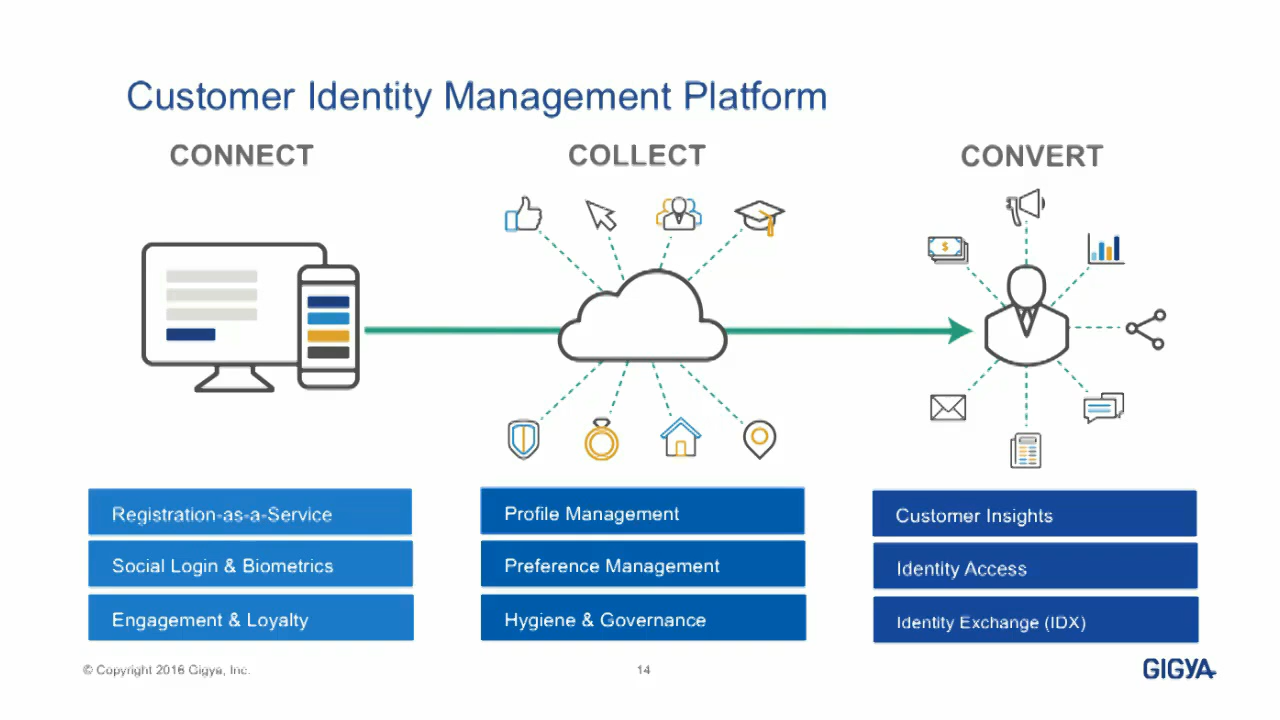 Customer Identity Management Platform
CONNECT
COLLECT
CONVERT
$
Registration-as-a-Service
Social Login & Biometrics
Engagement & Loyalty
Profile Management
Preference Management
Hygiene & Governance
Customer Insights
Identity Access
Identity Exchange (IDX)
© Copyright 2016 Gigya, Inc.
14
GIGYA